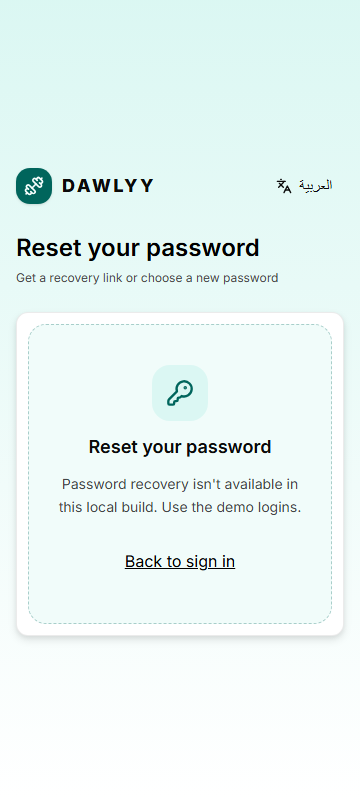 DAWLYY
العربية
Reset your password
Get a recovery link or choose a new password
Reset your password
Password recovery isn't available in
this local build. Use the demo logins.
Back to sign in